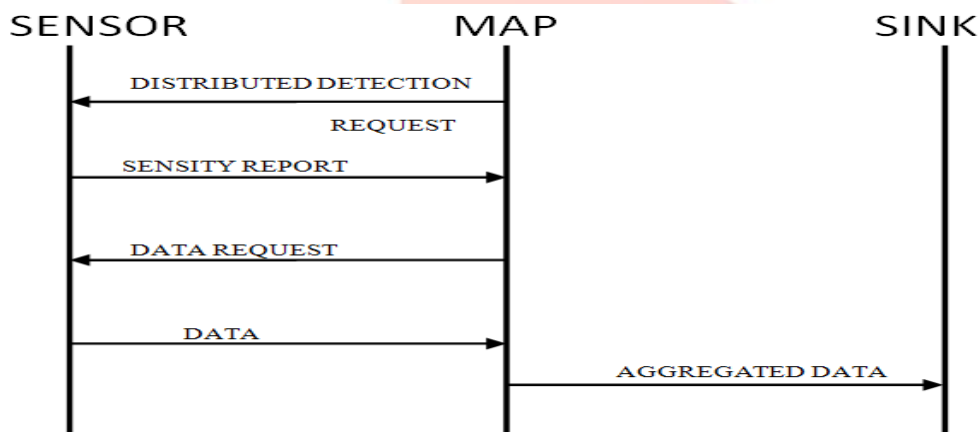 SENSOR MAP SINK
DISTRIBUTED DETECTION
REQUEST
SENSITY REPORT
DATA REQUEST
DATA
AGGREGATED DATA